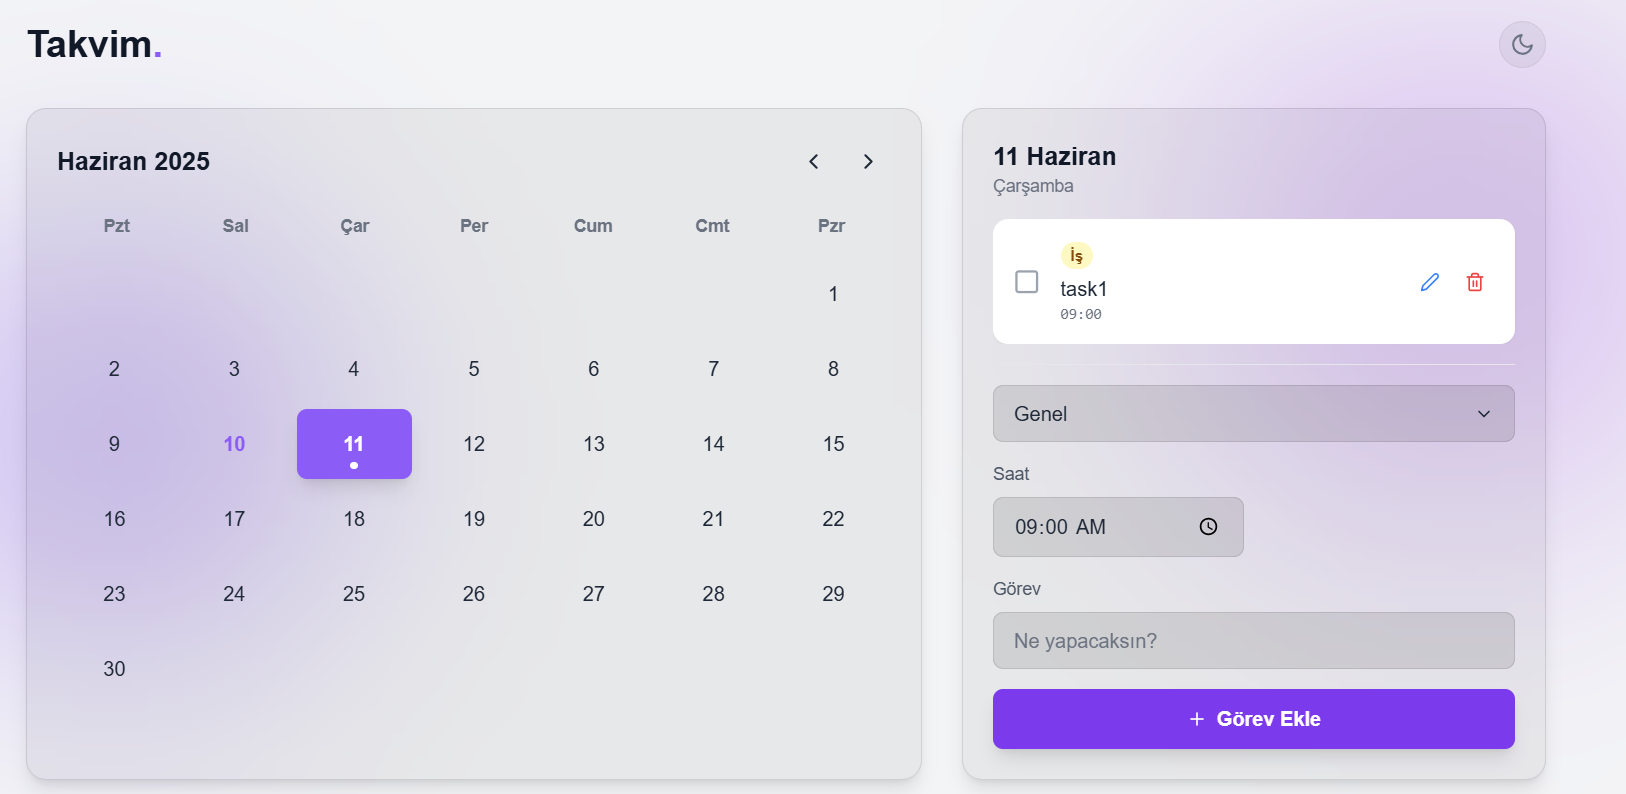 Takvim.
Haziran 2025
Pzt Sal Çar Per Cum Cmt Pzr
1
2 3 4 5 6 7 8
9 10 11 12 13 14 15
16 17 18 19 20 21 22
23 24 25 26 27 28 29
30
11 Haziran
Çarşamba
İş
task1
09:00
Genel
Saat
09:00 AM
Görev
Ne yapacaksın?
+ Görev Ekle